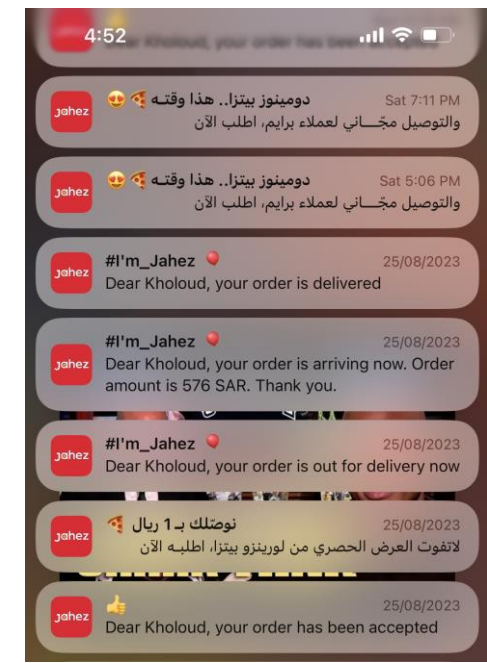 4:52
Kholoud, your order has been
Jahez
دومينوز بيتزا.. هذا وقتـه 🍕 😍
Sat 7:11 PM
والتوصيل مجّـــاني لعملاء برايم، اطلب الآن
Jahez
دومينوز بيتزا.. هذا وقتـه 🍕 😍
Sat 5:06 PM
والتوصيل مجّـــاني لعملاء برايم، اطلب الآن
Jahez
#I'm_Jahez 🎈
25/08/2023
Dear Kholoud, your order is delivered
Jahez
#I'm_Jahez 🎈
25/08/2023
Dear Kholoud, your order is arriving now. Order
amount is 576 SAR. Thank you.
Jahez
#I'm_Jahez 🎈
25/08/2023
Dear Kholoud, your order is out for delivery now
Jahez
نوصّلك بـ 1 ريال 🍕
25/08/2023
لاتفوت العرض الحصري من لورينزو بيتزا، اطلبـه الآن
Jahez
👍
25/08/2023
Dear Kholoud, your order has been accepted